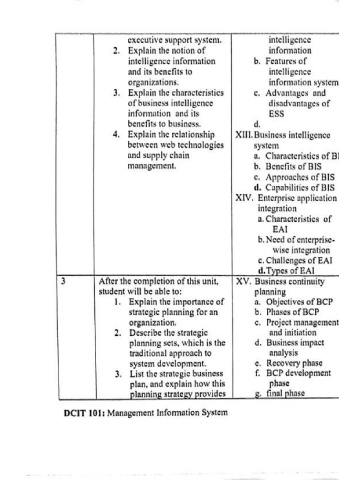 executive support system.
2. Explain the notion of
intelligence information
and its benefits to
organizations.
3. Explain the characteristics
of business intelligence
information and its
benefits to business.
4. Explain the relationship
between web technologies
and supply chain
management.
intelligence
information
b. Features of
intelligence
information system
c. Advantages and
disadvantages of
ESS
d.
XIII. Business intelligence
system
a. Characteristics of BI
b. Benefits of BIS
c. Approaches of BIS
d. Capabilities of BIS
XIV. Enterprise application
integration
a. Characteristics of
EAI
b. Need of enterprise-
wise integration
c. Challenges of EAI
d. Types of EAI
3
After the completion of this unit,
student will be able to:
1. Explain the importance of
strategic planning for an
organization.
2. Describe the strategic
planning sets, which is the
traditional approach to
system development.
3. List the strategic business
plan, and explain how this
planning strategy provides
XV. Business continuity
planning
a. Objectives of BCP
b. Phases of BCP
c. Project management
and initiation
d. Business impact
analysis
e. Recovery phase
f. BCP development
phase
g. final phase
DCIT 101: Management Information System